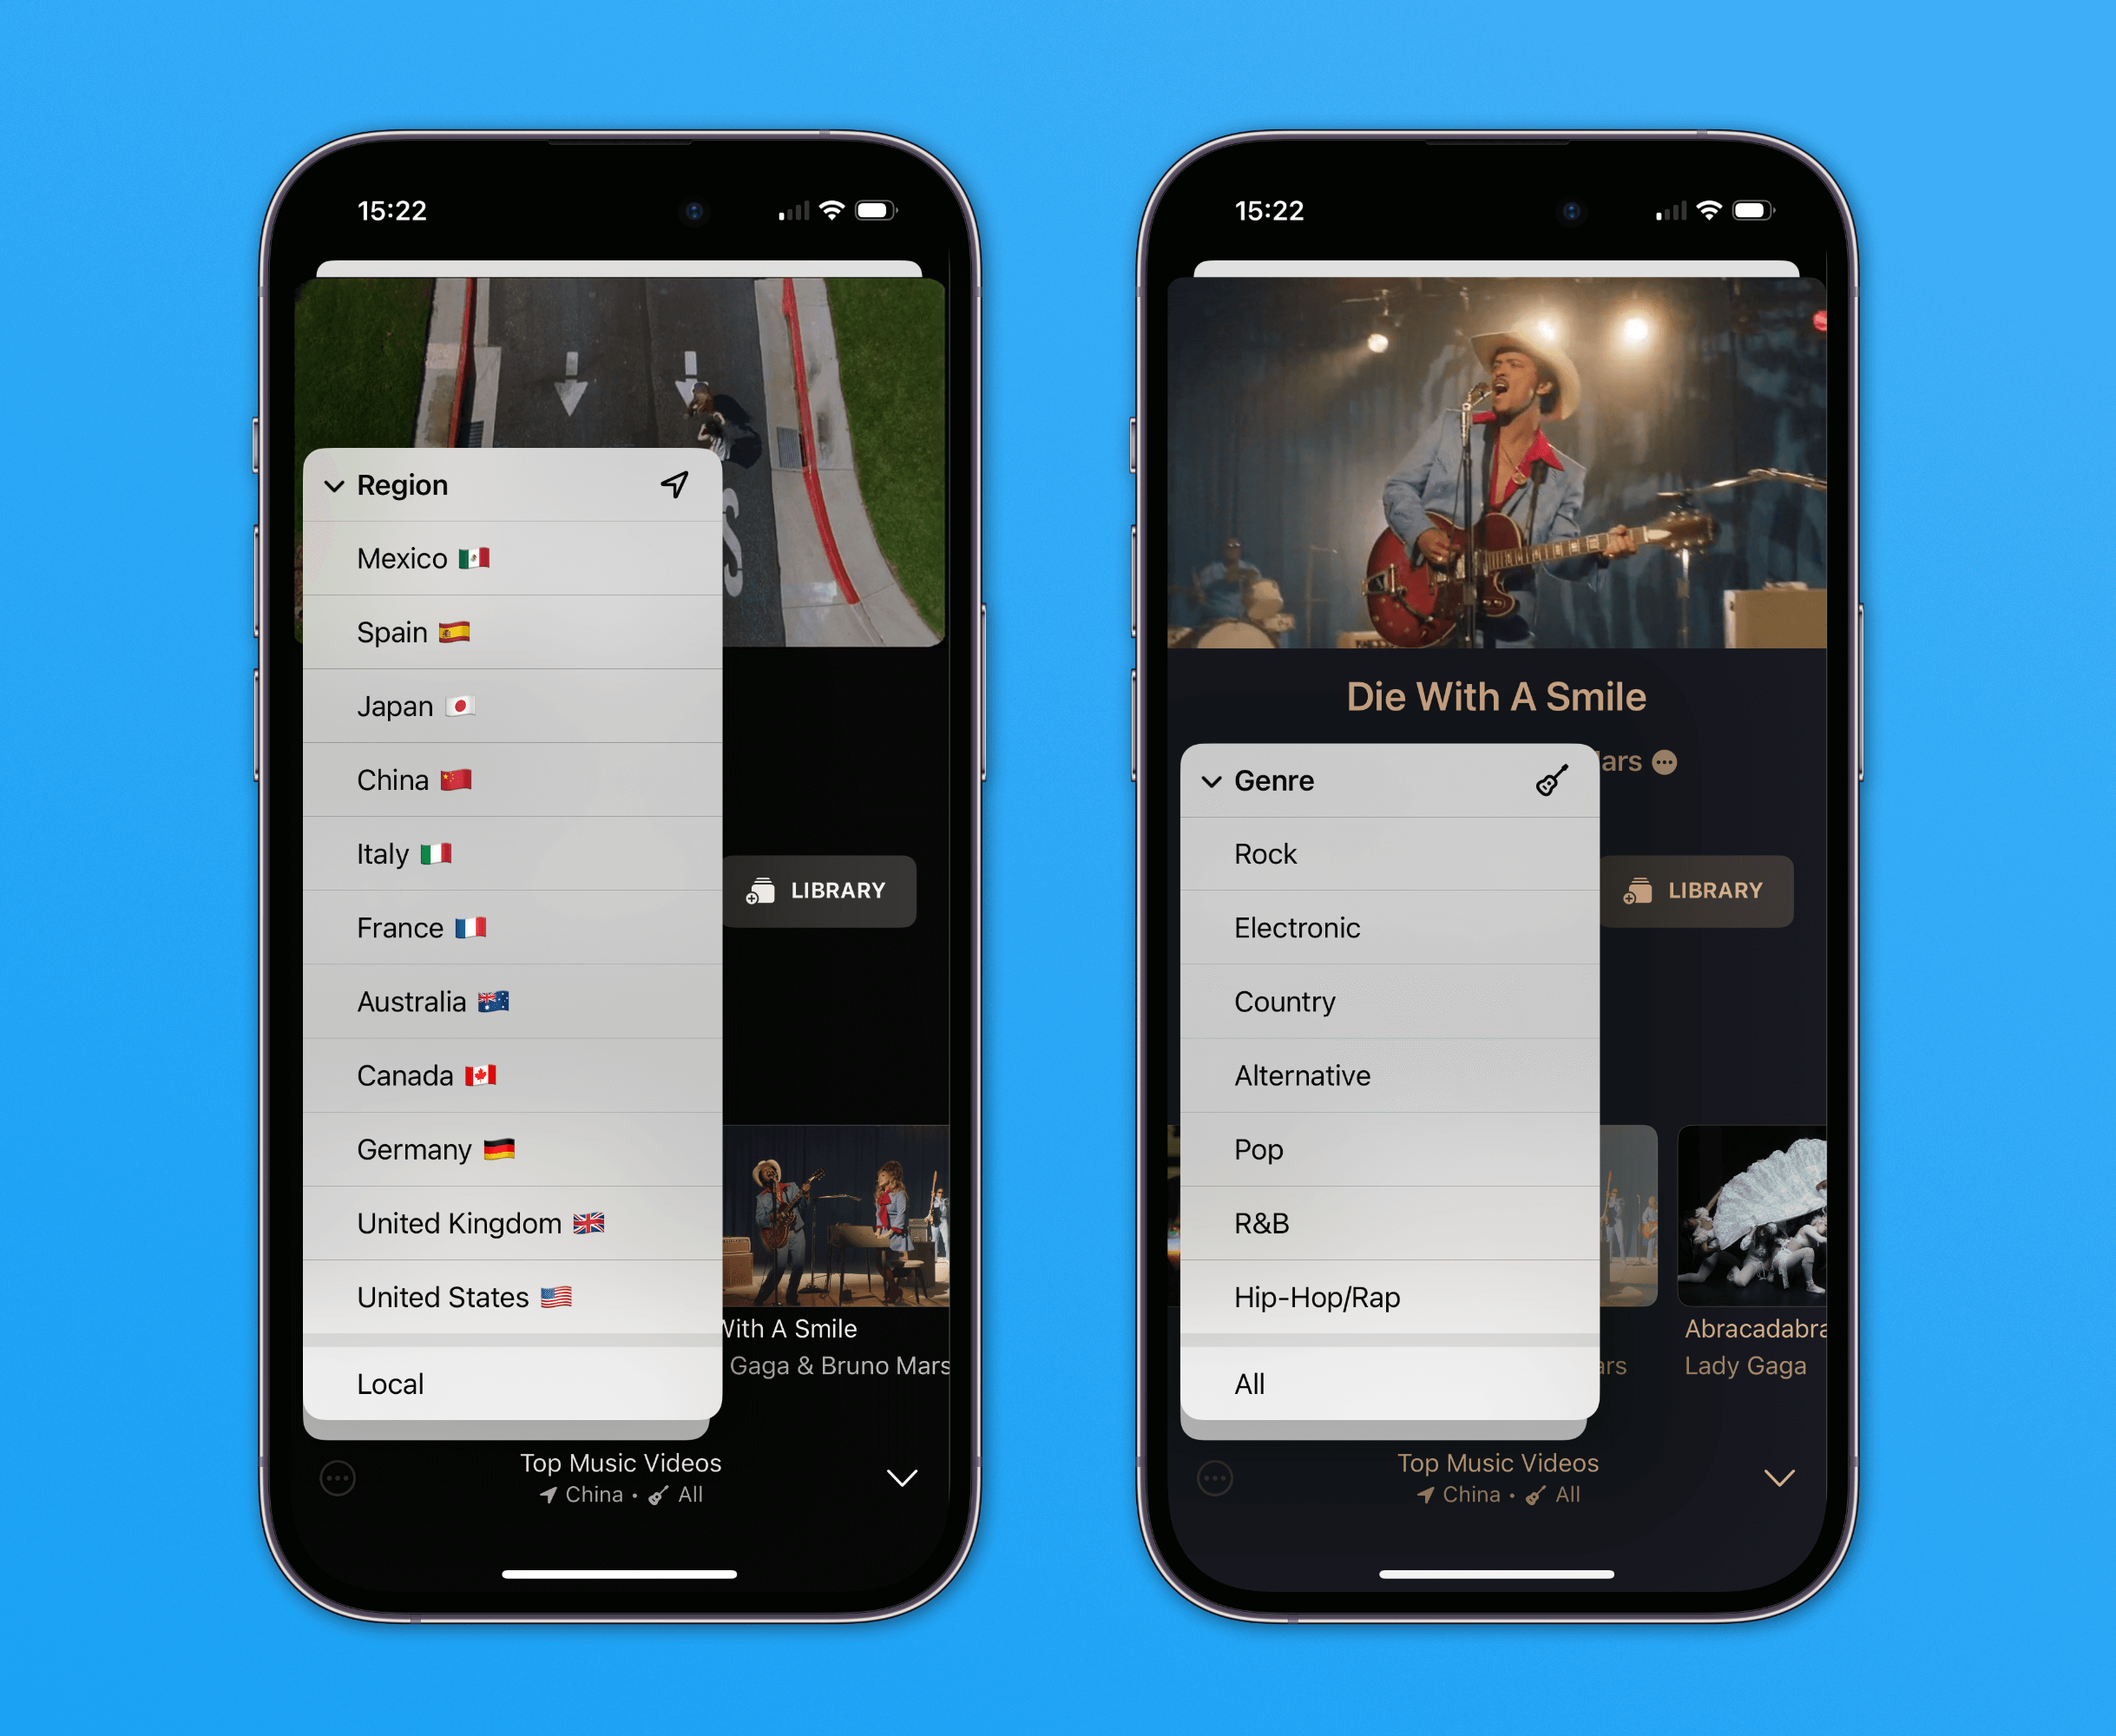 15:22
Region
Mexico 🇲🇽
Spain 🇪🇸
Japan 🇯🇵
China 🇨🇳
Italy 🇮🇹
France 🇫🇷
Australia 🇦🇺
Canada 🇨🇦
Germany 🇩🇪
United Kingdom 🇬🇧
United States 🇺🇸
Local
LIBRARY
With A Smile
Gaga & Bruno Mars
Top Music Videos
China • All
15:22
Die With A Smile
ars
Genre
Rock
Electronic
Country
Alternative
Pop
R&B
Hip-Hop/Rap
All
LIBRARY
ars
Abracadabra
Lady Gaga
Top Music Videos
China • All